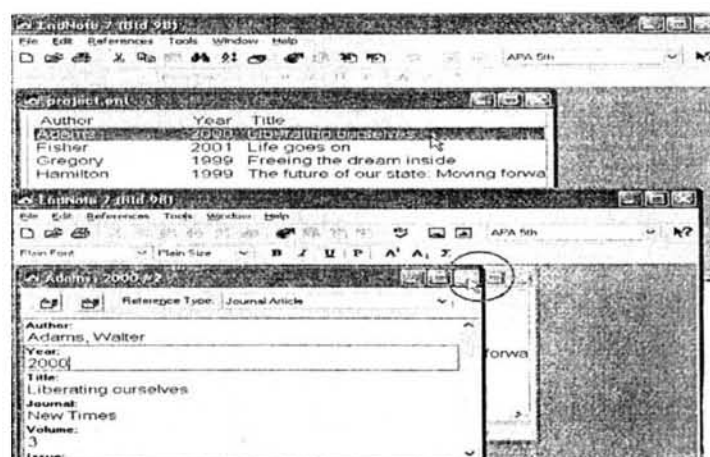 EndNote 7 (Bld 98)
File Edit References Tools Window Help
APA 5th
project.enl
Author Year Title
Adams 2000 Liberating ourselves
Fisher 2001 Life goes on
Gregory 1999 Freeing the dream inside
Hamilton 1999 The future of our state: Moving forwa
EndNote 7 (Bld 98)
File Edit References Tools Window Help
APA 5th
Plain Font Plain Size B I U P A¹ A₁ Σ
Adams, 2000 #2
Reference Type: Journal Article
Author:
Adams, Walter
Year:
2000
forwa
Title:
Liberating ourselves
Journal:
New Times
Volume:
3
Issue: